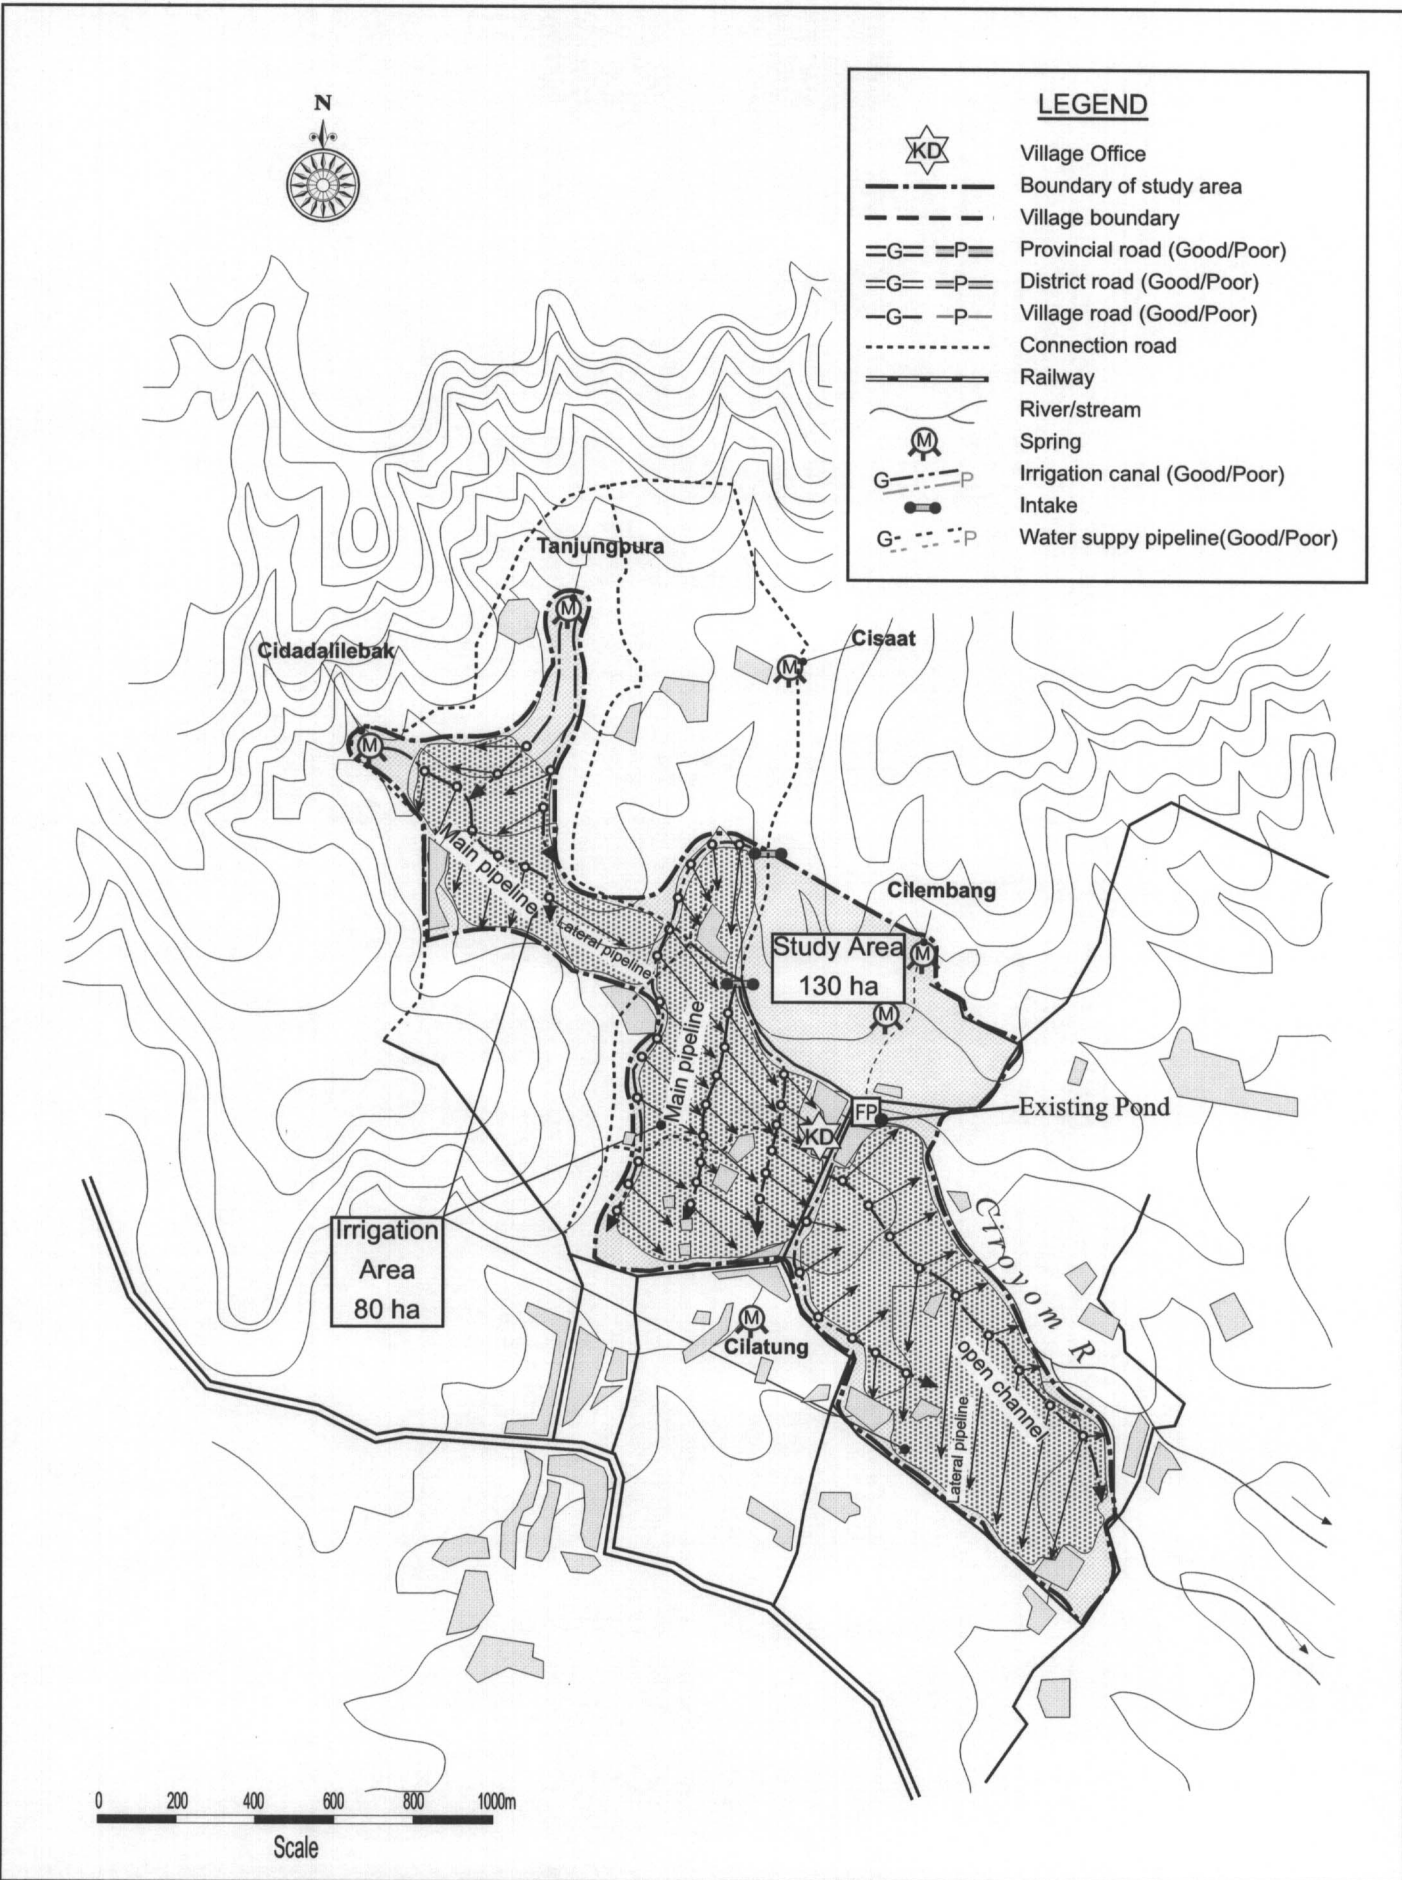 N
LEGEND
KD Village Office
Boundary of study area
Village boundary
G P Provincial road (Good/Poor)
G P District road (Good/Poor)
G P Village road (Good/Poor)
Connection road
Railway
River/stream
M Spring
G P Irrigation canal (Good/Poor)
Intake
G P Water suppy pipeline(Good/Poor)
Tanjungpura
M
Cidadalilebak
M
Cisaat
M
Main pipeline
Lateral pipeline
Cilembang
M
Study Area
130 ha
M
Main pipeline
FP
Existing Pond
KD
Ciroyom R
Irrigation
Area
80 ha
M
Cilatung
open channel
Lateral pipeline
0 200 400 600 800 1000m
Scale